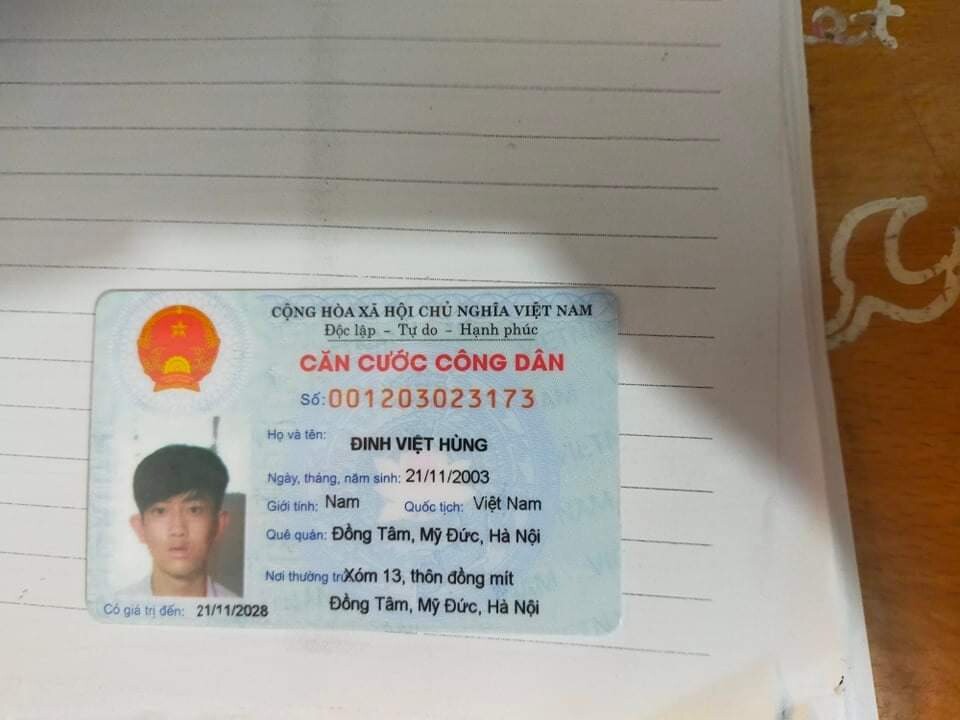 CỘNG HÒA XÃ HỘI CHỦ NGHĨA VIỆT NAM
Độc lập – Tự do – Hạnh phúc
CĂN CƯỚC CÔNG DÂN
Số: 001203023173
Họ và tên: ĐINH VIỆT HÙNG
Ngày, tháng, năm sinh: 21/11/2003
Giới tính: Nam Quốc tịch: Việt Nam
Quê quán: Đồng Tâm, Mỹ Đức, Hà Nội
Nơi thường trú: Xóm 13, thôn đồng mít
Đồng Tâm, Mỹ Đức, Hà Nội
Có giá trị đến: 21/11/2028